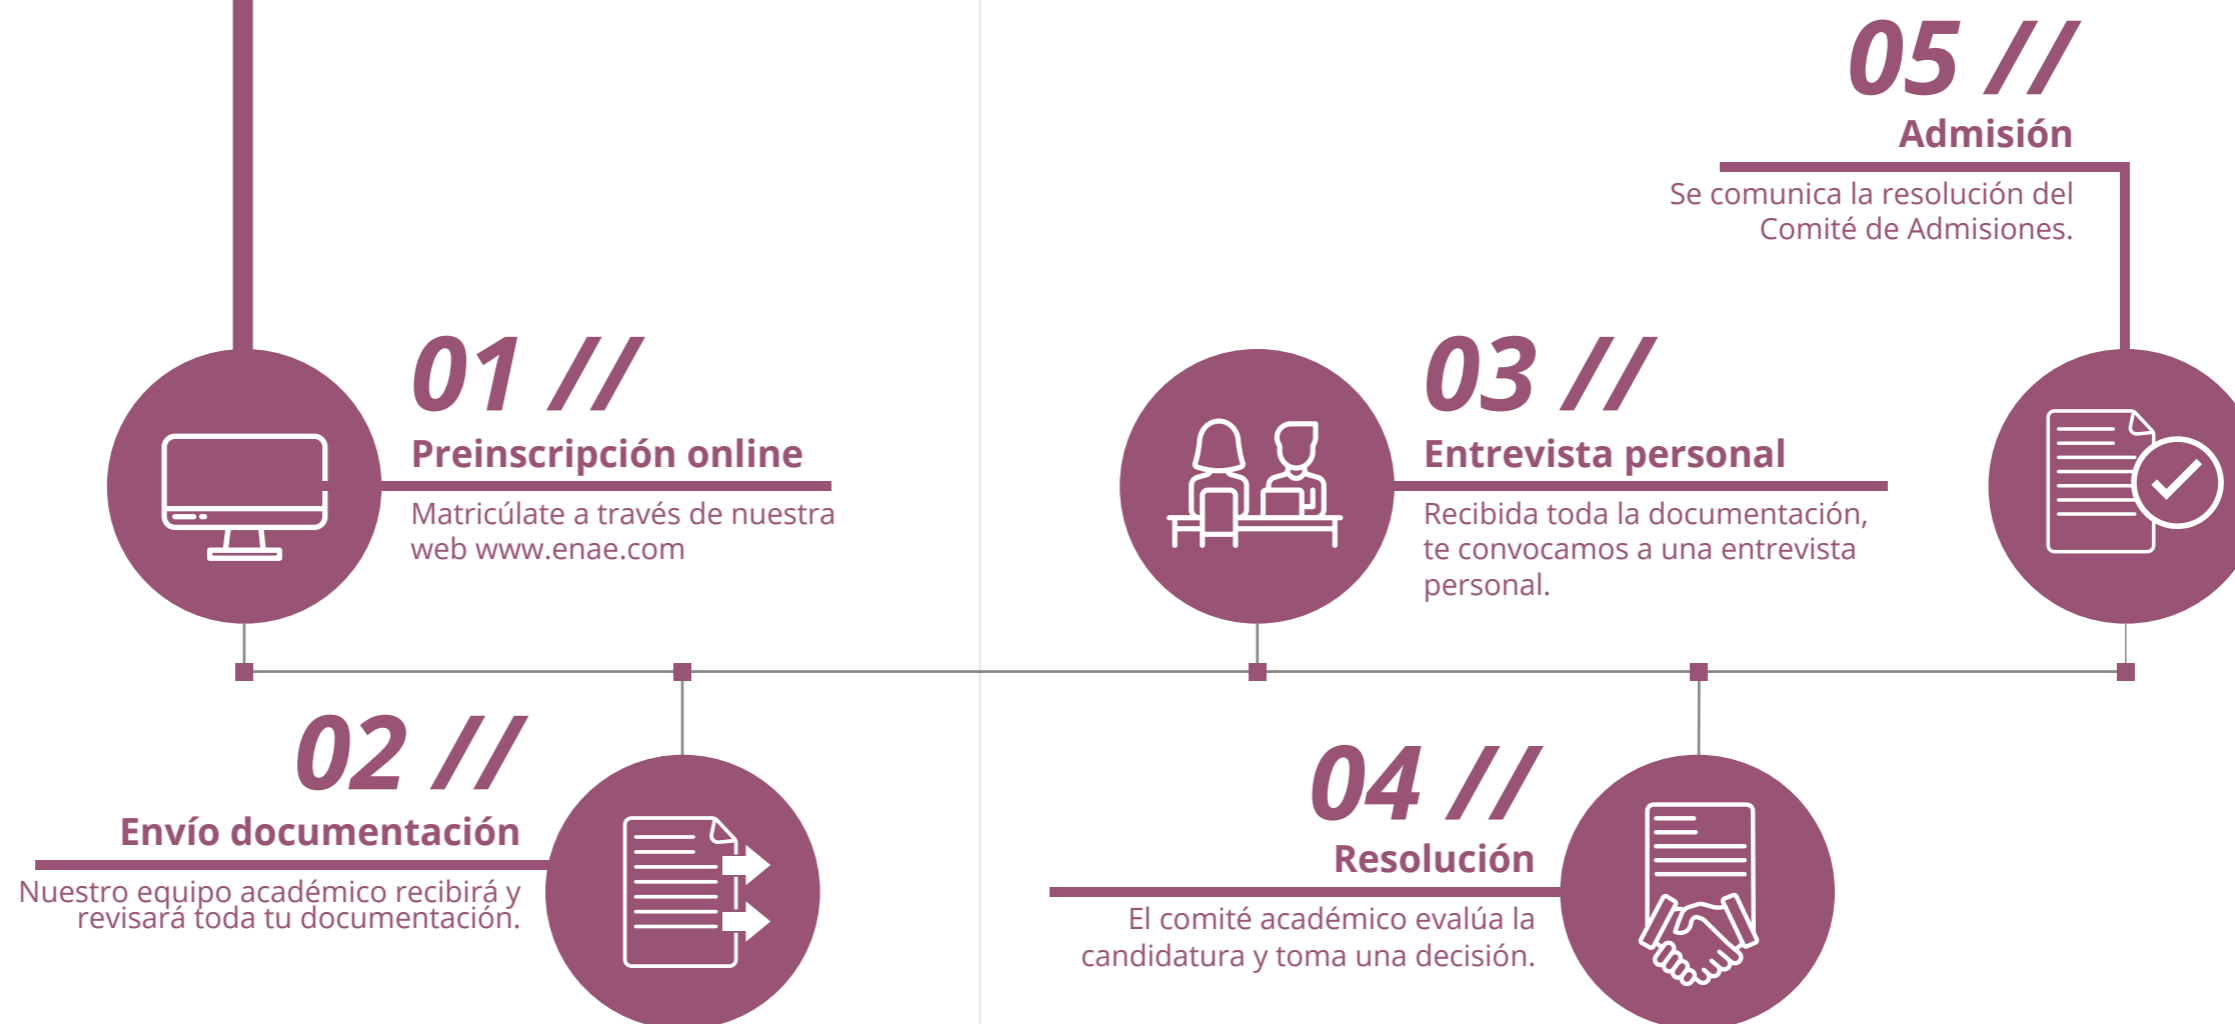 01 //
Preinscripción online
Matricúlate a través de nuestra
web www.enae.com
02 //
Envío documentación
Nuestro equipo académico recibirá y
revisará toda tu documentación.
03 //
Entrevista personal
Recibida toda la documentación,
te convocamos a una entrevista
personal.
04 //
Resolución
El comité académico evalúa la
candidatura y toma una decisión.
05 //
Admisión
Se comunica la resolución del
Comité de Admisiones.